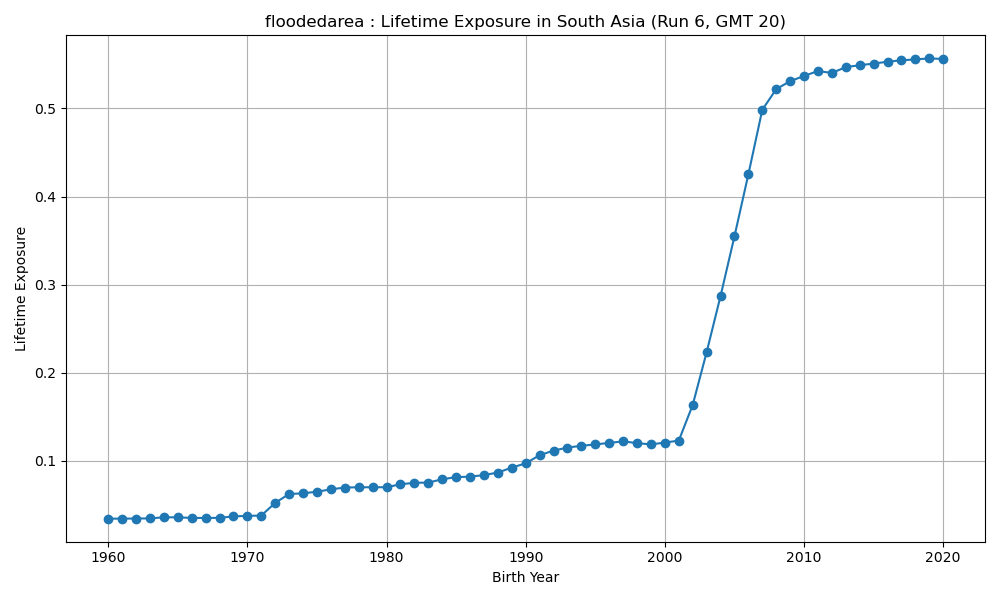 floodedarea : Lifetime Exposure in South Asia (Run 6, GMT 20)
Lifetime Exposure
0.5
0.4
0.3
0.2
0.1
1960 1970 1980 1990 2000 2010 2020
Birth Year